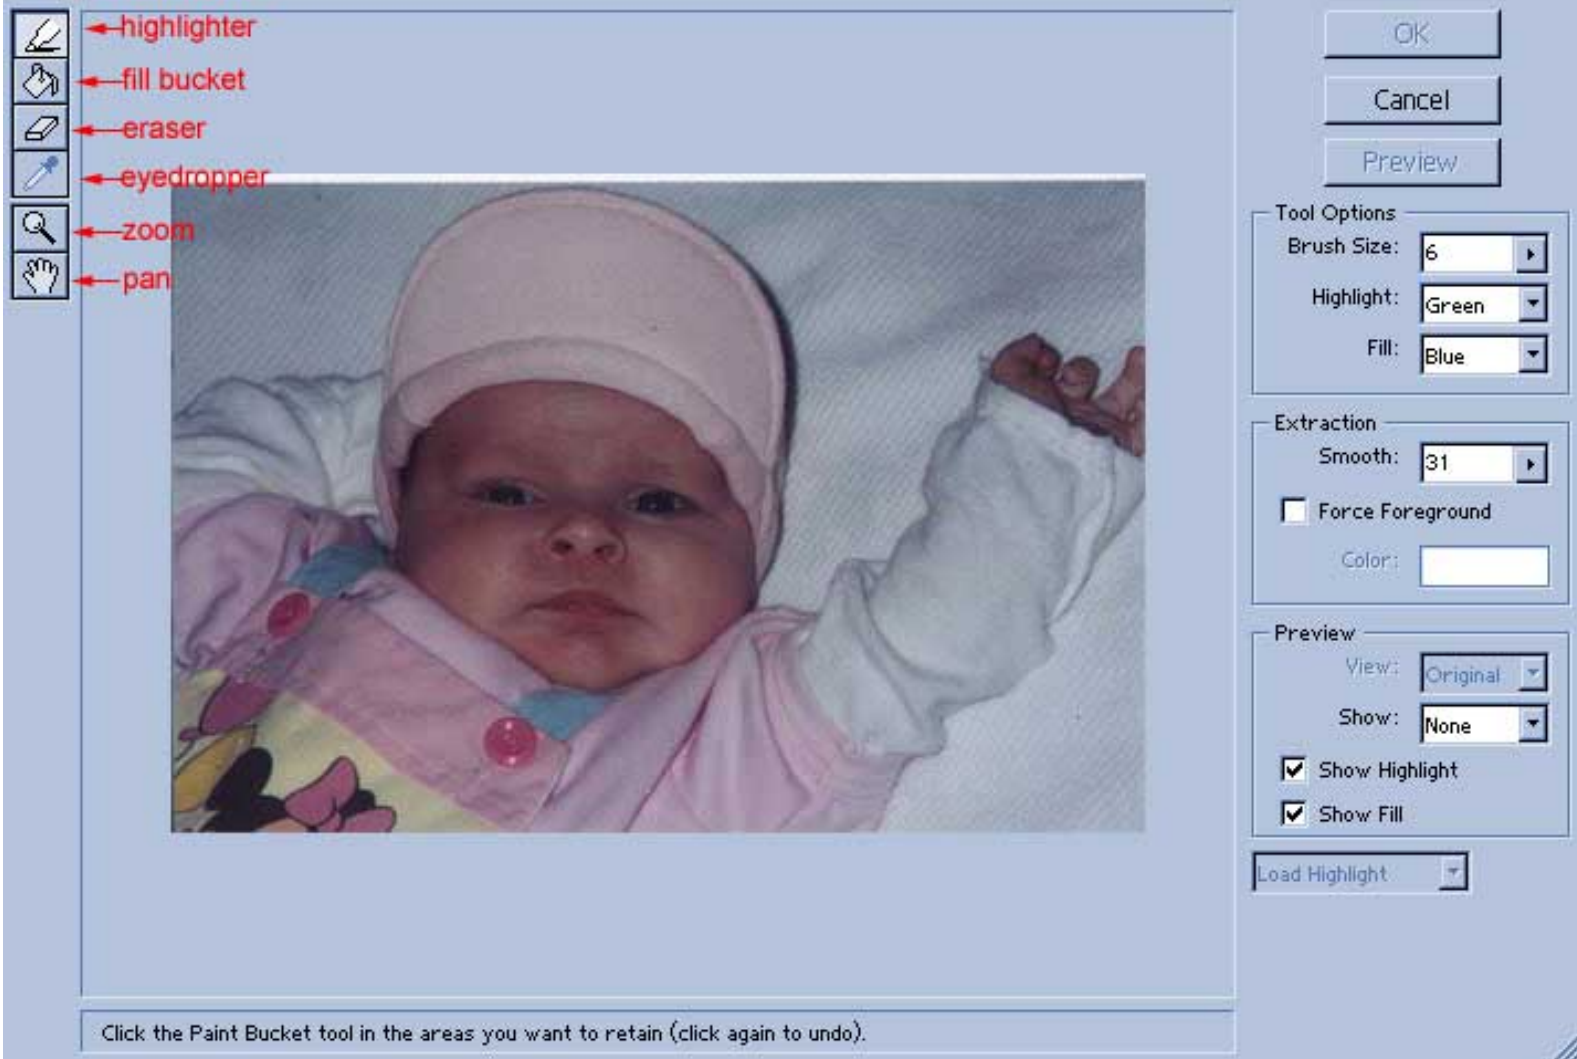 highlighter
fill bucket
eraser
eyedropper
zoom
pan
OK
Cancel
Preview
Tool Options
Brush Size: 6
Highlight: Green
Fill: Blue
Extraction
Smooth: 31
Force Foreground
Color:
Preview
View: Original
Show: None
Show Highlight
Show Fill
Load Highlight
Click the Paint Bucket tool in the areas you want to retain (click again to undo).